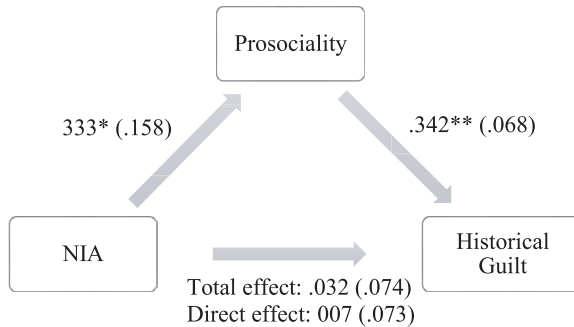 Prosociality
333* (.158)
.342** (.068)
NIA
Historical
Guilt
Total effect: .032 (.074)
Direct effect: 007 (.073)